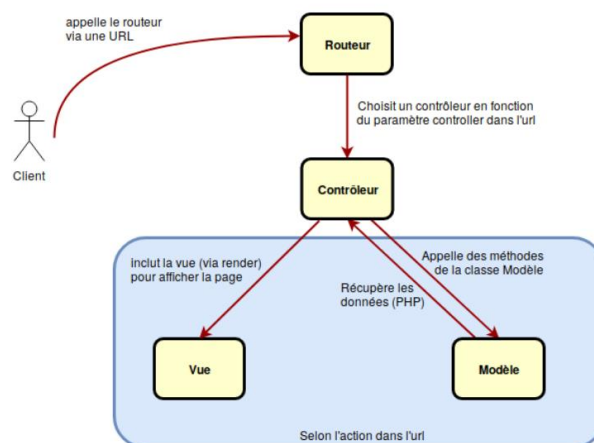 appelle le routeur
via une URL
Routeur
Choisit un contrôleur en fonction
du paramètre controller dans l'url
Client
Contrôleur
inclut la vue (via render)
pour afficher la page
Appelle des méthodes
de la classe Modèle
Récupère les
données (PHP)
Vue
Modèle
Selon l'action dans l'url